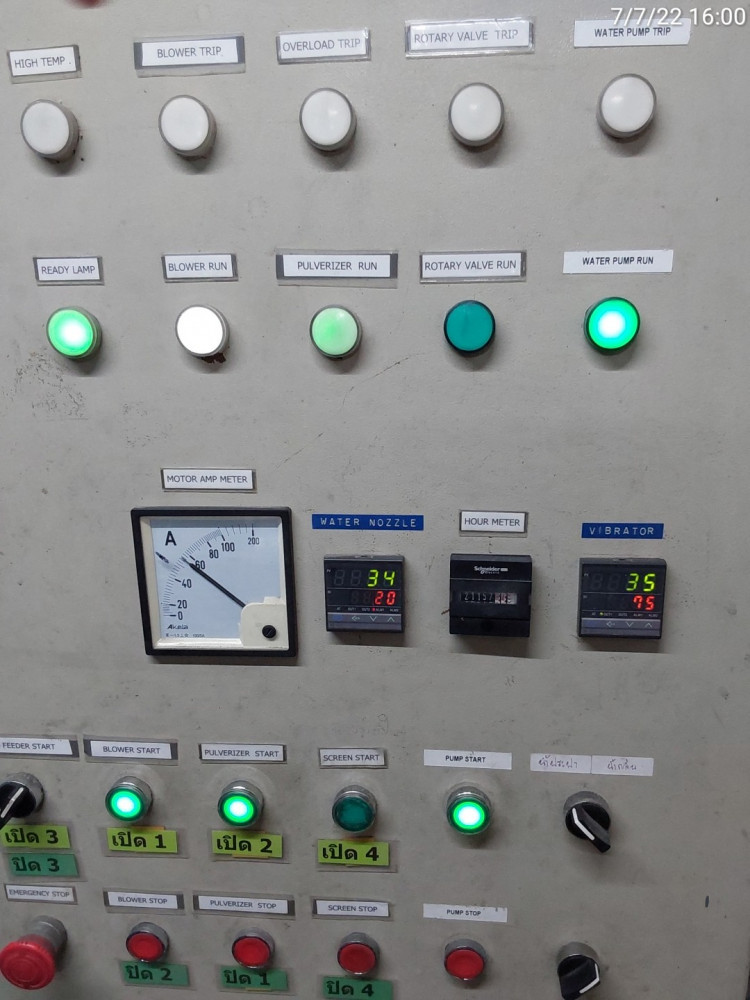 7/7/22 16:00
HIGH TEMP.
BLOWER TRIP
OVERLOAD TRIP
ROTARY VALVE TRIP
WATER PUMP TRIP
READY LAMP
BLOWER RUN
PULVERIZER RUN
ROTARY VALVE RUN
WATER PUMP RUN
MOTOR AMP METER
WATER NOZZLE
HOUR METER
VIBRATOR
A
200
100
80
60
40
20
0
34
20
Schneider
35
75
FEEDER START
BLOWER START
PULVERIZER START
SCREEN START
PUMP START
เปิด 3
เปิด 1
เปิด 2
เปิด 4
ปิด 3
EMERGENCY STOP
BLOWER STOP
PULVERIZER STOP
SCREEN STOP
PUMP STOP
ปิด 2
ปิด 1
ปิด 4